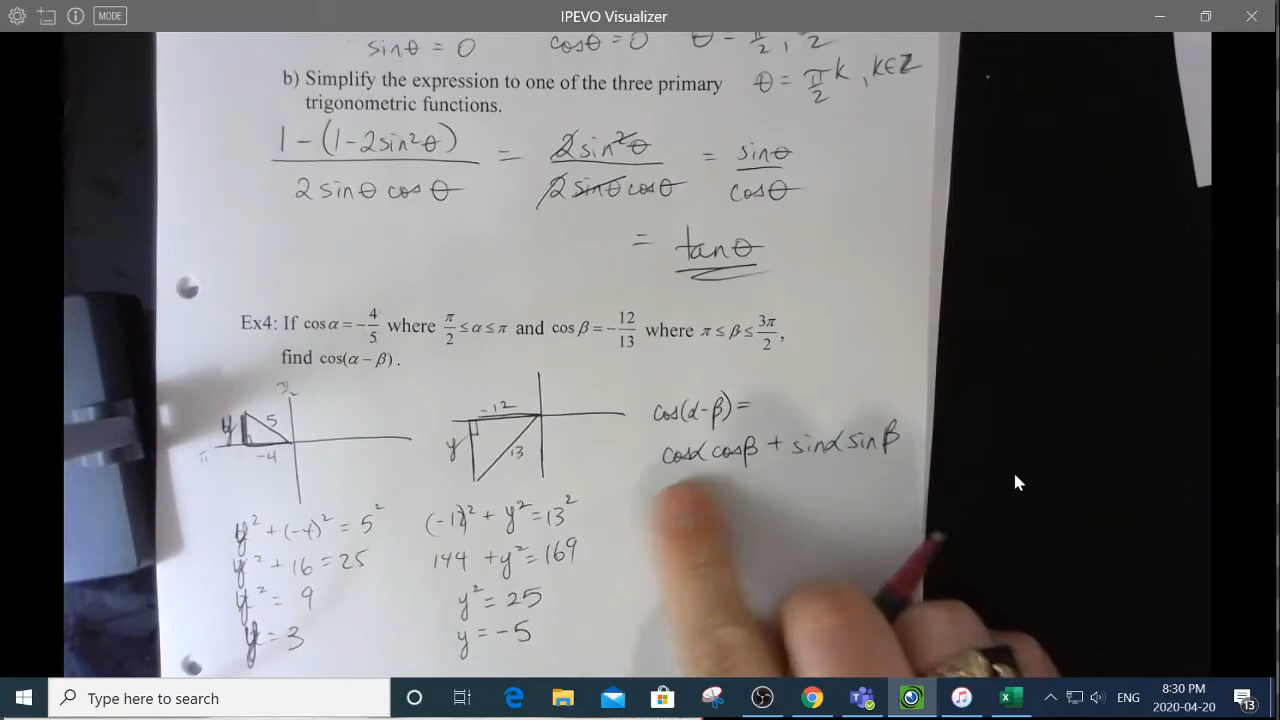 IPEVO Visualizer
MODE
sinθ = 0 cosθ = 0 θ = π/2,
b) Simplify the expression to one of the three primary
trigonometric functions.
θ = π/2 k, k∈Z
1 - (1-2sin²θ) / 2 sinθ cosθ = 2sin²θ / 2 sinθ cosθ = sinθ / cosθ
= tanθ
Ex4: If cos α = -4/5 where π/2 ≤ α ≤ π and cos β = -12/13 where π ≤ β ≤ 3π/2,
find cos(α - β).
π/2
y 5
π -4
-12
y 13
cos(α-β) =
cosα cosβ + sinα sinβ
y² + (-4)² = 5²
y² + 16 = 25
y² = 9
y = 3
(-12)² + y² = 13²
144 + y² = 169
y² = 25
y = -5
Type here to search
ENG
8:30 PM
2020-04-20
13